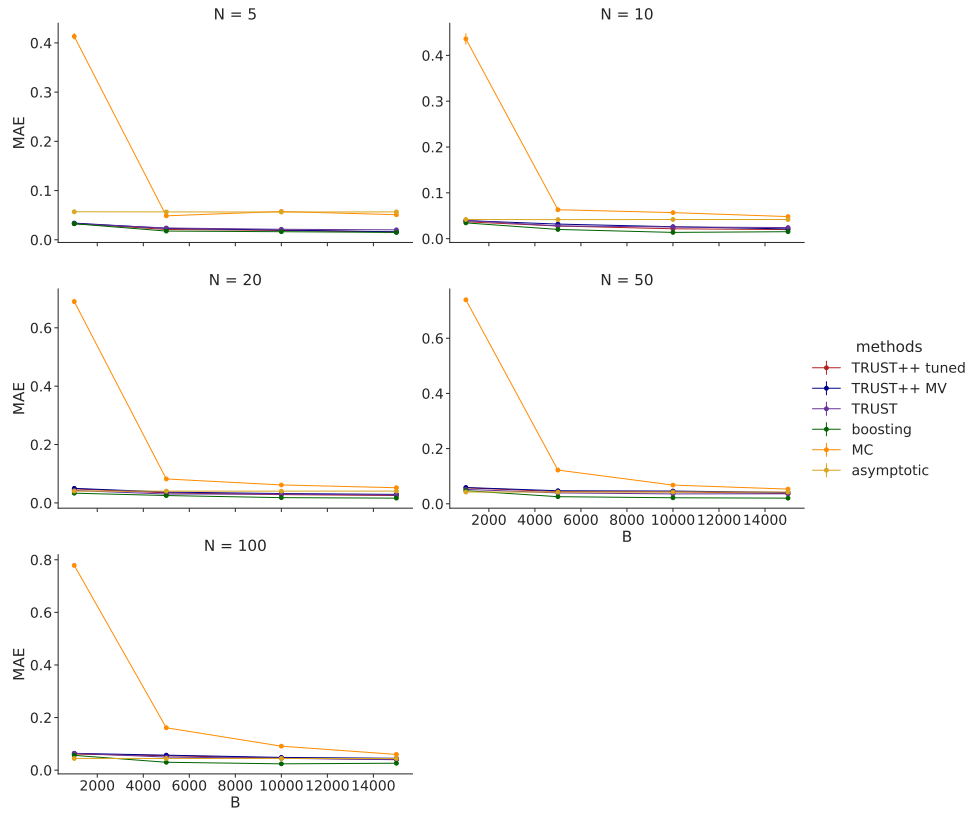 N = 5
N = 10
MAE
0.4
0.3
0.2
0.1
0.0
0.4
0.3
0.2
0.1
0.0
N = 20
N = 50
MAE
0.6
0.4
0.2
0.0
0.6
0.4
0.2
0.0
2000 4000 6000 8000 10000 12000 14000
B
methods
TRUST++ tuned
TRUST++ MV
TRUST
boosting
MC
asymptotic
N = 100
MAE
0.8
0.6
0.4
0.2
0.0
2000 4000 6000 8000 10000 12000 14000
B